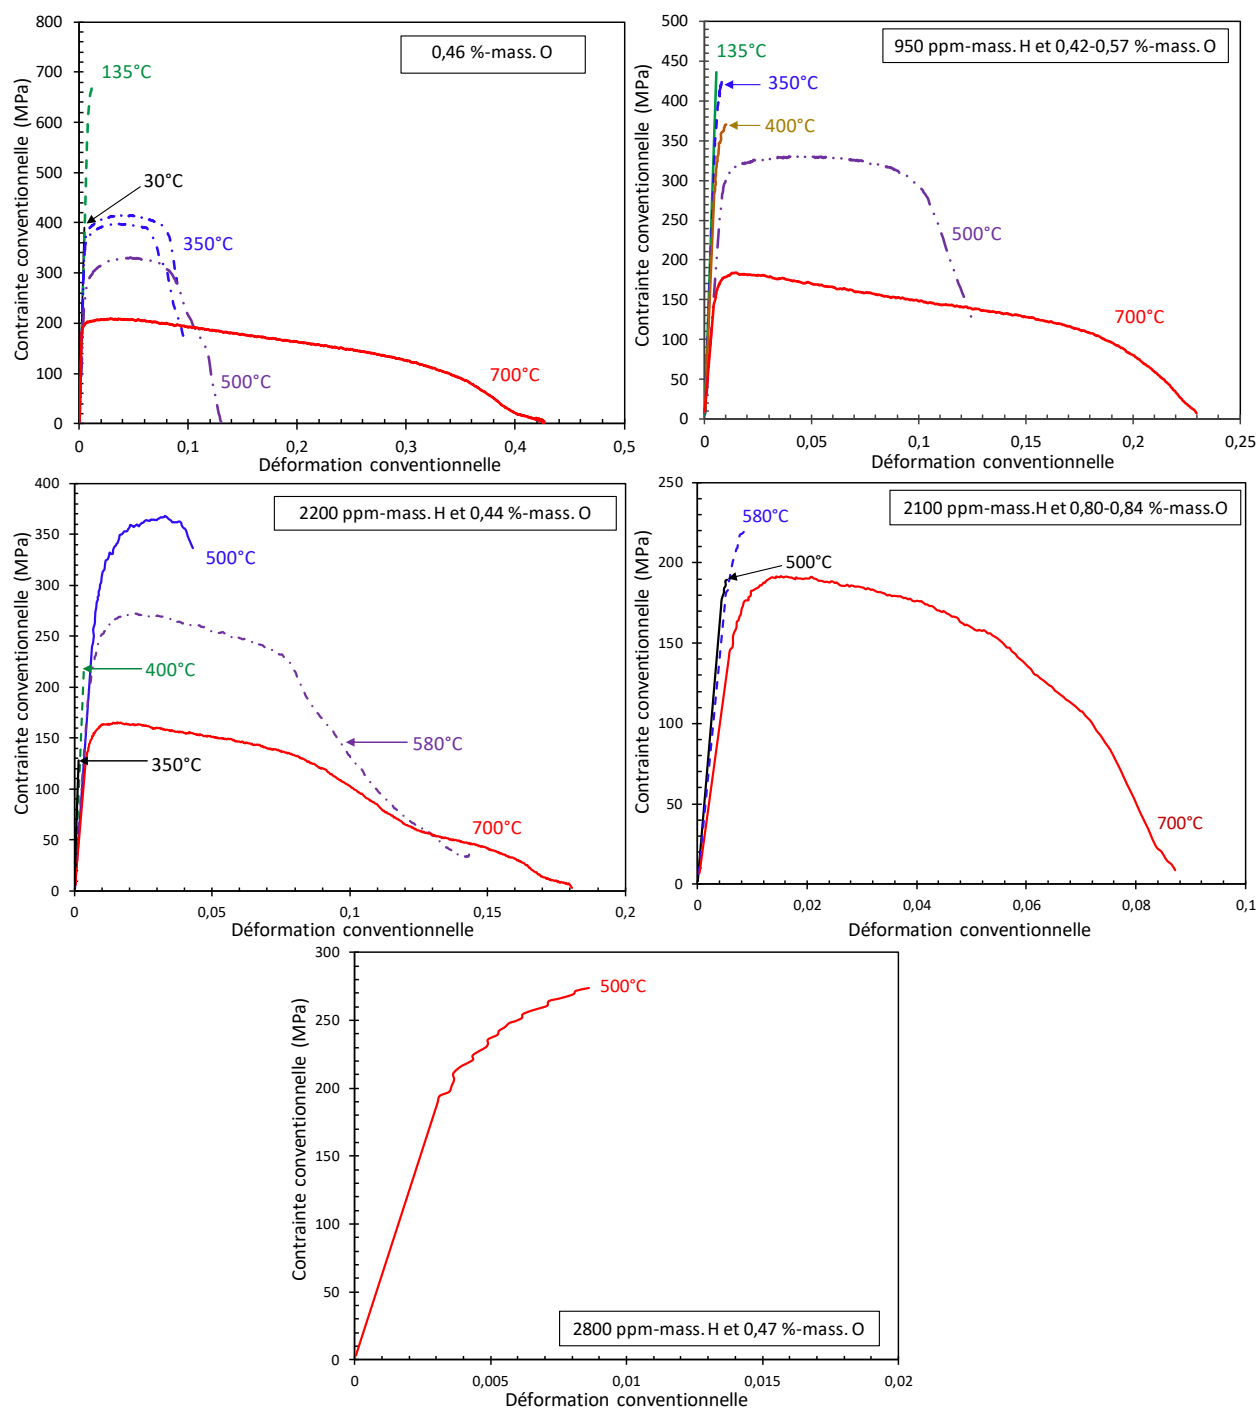 0,46 %-mass. O
Contrainte conventionnelle (MPa)
800
700
600
500
400
300
200
100
0
135°C
30°C
350°C
500°C
700°C
0
0,1
0,2
0,3
0,4
0,5
Déformation conventionnelle
950 ppm-mass. H et 0,42-0,57 %-mass. O
Contrainte conventionnelle (MPa)
500
450
400
350
300
250
200
150
100
50
0
135°C
350°C
400°C
500°C
700°C
0
0,05
0,1
0,15
0,2
0,25
Déformation conventionnelle
2200 ppm-mass. H et 0,44 %-mass. O
Contrainte conventionnelle (MPa)
400
350
300
250
200
150
100
50
0
500°C
400°C
580°C
350°C
700°C
0
0,05
0,1
0,15
0,2
Déformation conventionnelle
2100 ppm-mass.H et 0,80-0,84 %-mass.O
Contrainte conventionnelle (MPa)
250
200
150
100
50
0
580°C
500°C
700°C
0
0,02
0,04
0,06
0,08
0,1
Déformation conventionnelle
Contrainte conventionnelle (MPa)
300
250
200
150
100
50
0
500°C
2800 ppm-mass. H et 0,47 %-mass. O
0
0,005
0,01
0,015
0,02
Déformation conventionnelle